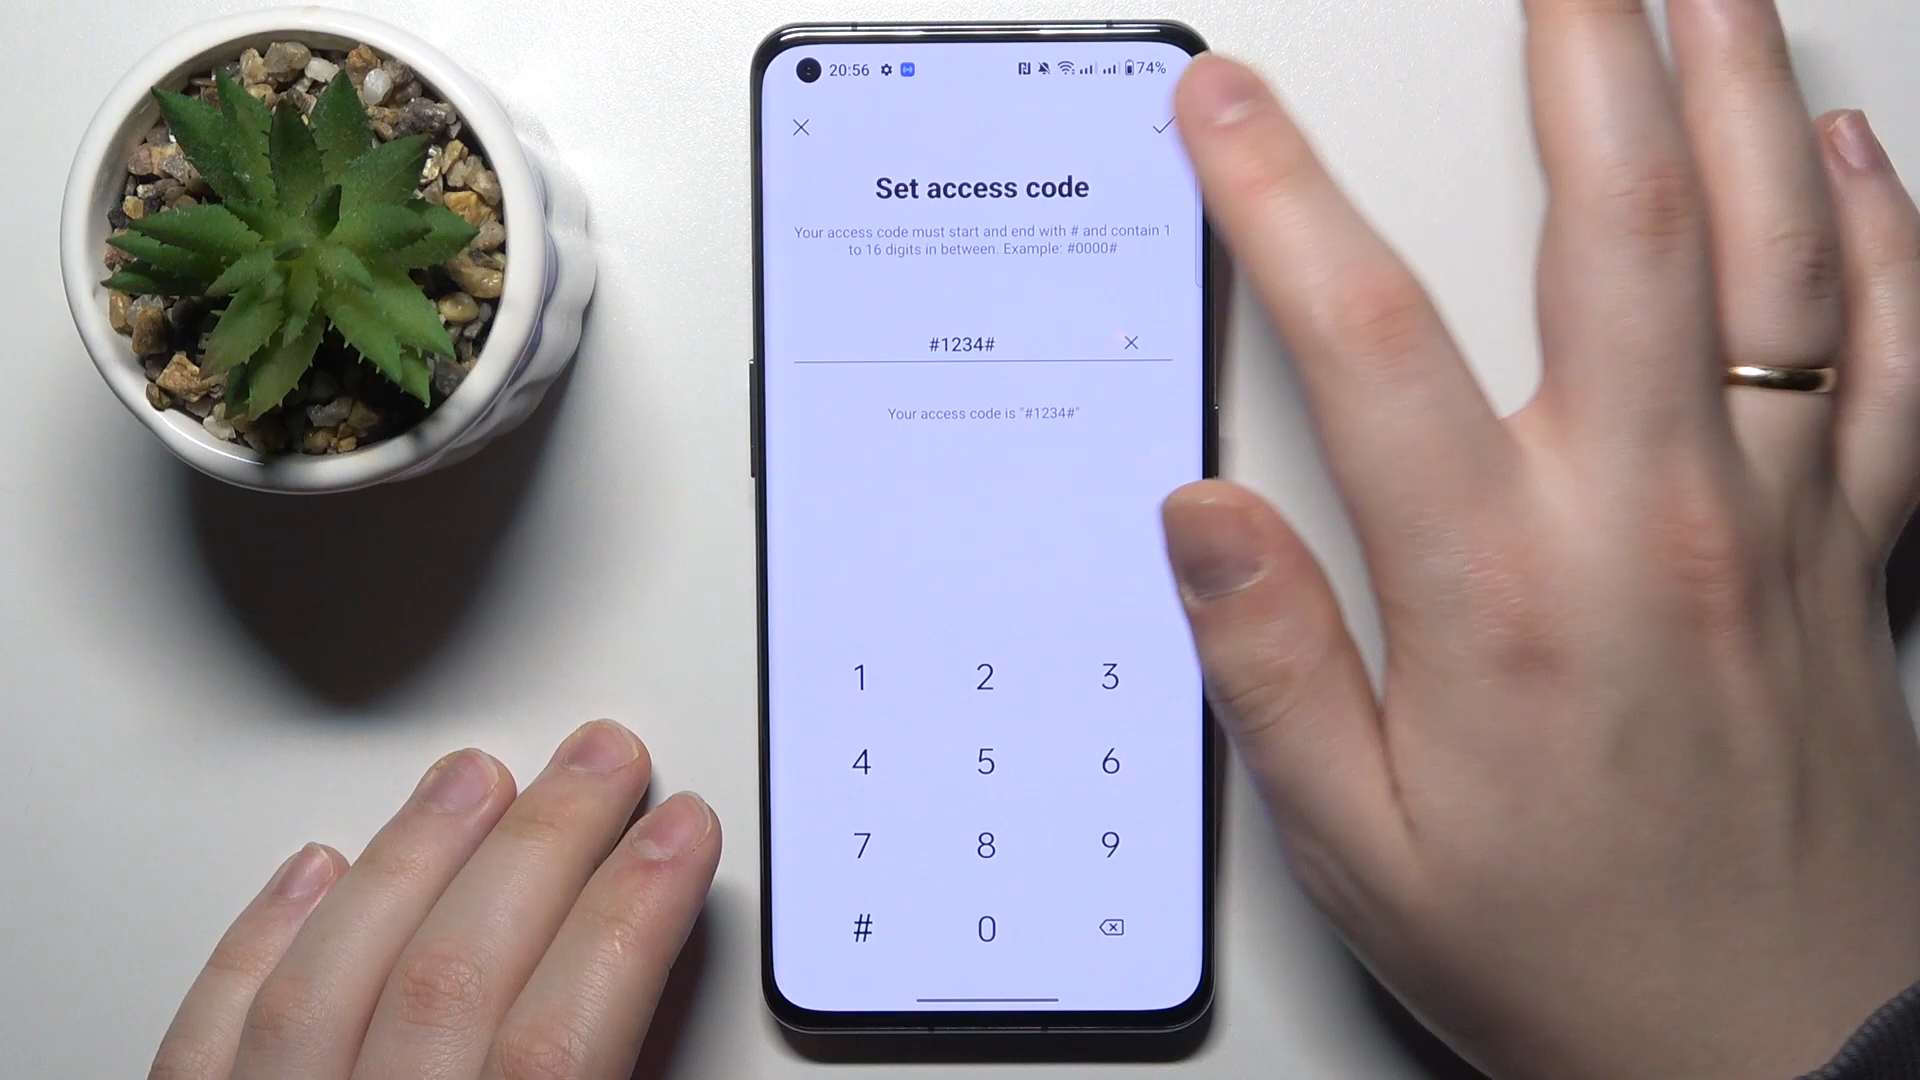 20:56 74%
Set access code
Your access code must start and end with # and contain 1
to 16 digits in between. Example: #0000#
#1234#
Your access code is "#1234#"
1 2 3
4 5 6
7 8 9
# 0